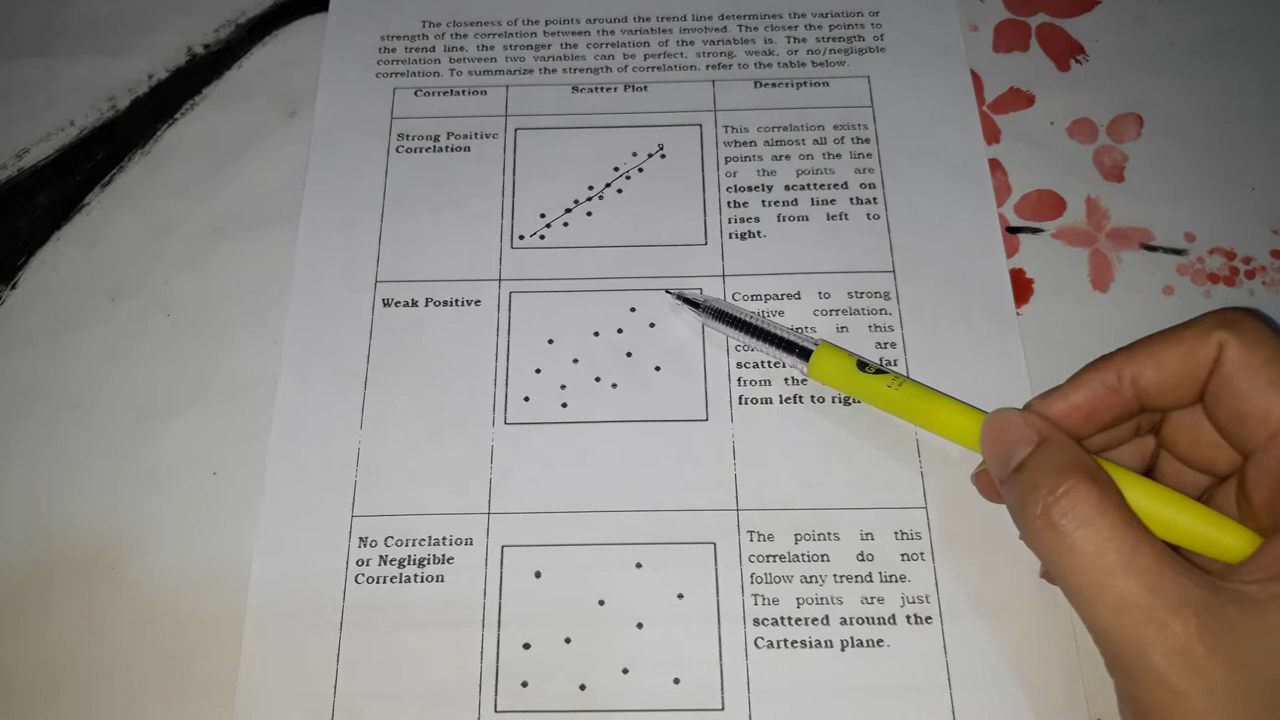 The closeness of the points around the trend line determines the variation or
strength of the correlation between the variables involved. The closer the points to
the trend line, the stronger the correlation of the variables is. The strength of
correlation between two variables can be perfect, strong, weak, or no/negligible
correlation. To summarize the strength of correlation, refer to the table below.
Correlation Scatter Plot Description
Strong Positive
Correlation
This correlation exists
when almost all of the
points are on the line
or the points are
closely scattered on
the trend line that
rises from left to
right.
Weak Positive
Compared to strong
correlation,
in this
are
far
from the
from left to
No Correlation
or Negligible
Correlation
The points in this
correlation do not
follow any trend line.
The points are just
scattered around the
Cartesian plane.